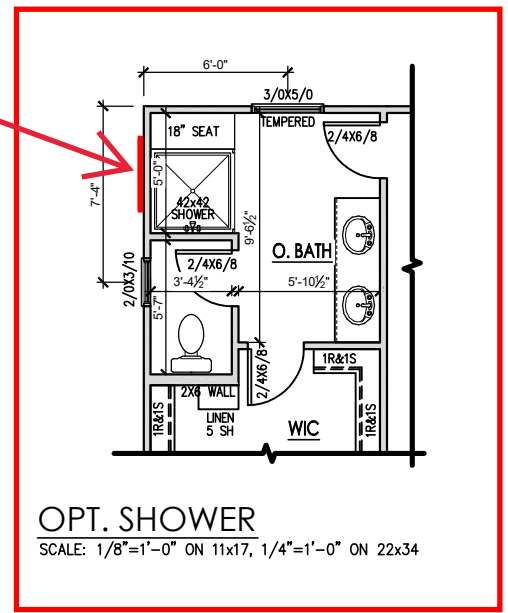 6'-0"
3/0X5/0
TEMPERED
18" SEAT
2/4X6/8
7'-4"
5'-0"
42x42
SHOWER
9'-6½"
O. BATH
2/4X6/8
2/0X3/10
3'-4½"
5'-10½"
5'-7"
2/4X6/8
1R&1S
2X6 WALL
LINEN
5 SH
1R&1S
WIC
1R&1S
OPT. SHOWER
SCALE: 1/8"=1'-0" ON 11x17, 1/4"=1'-0" ON 22x34